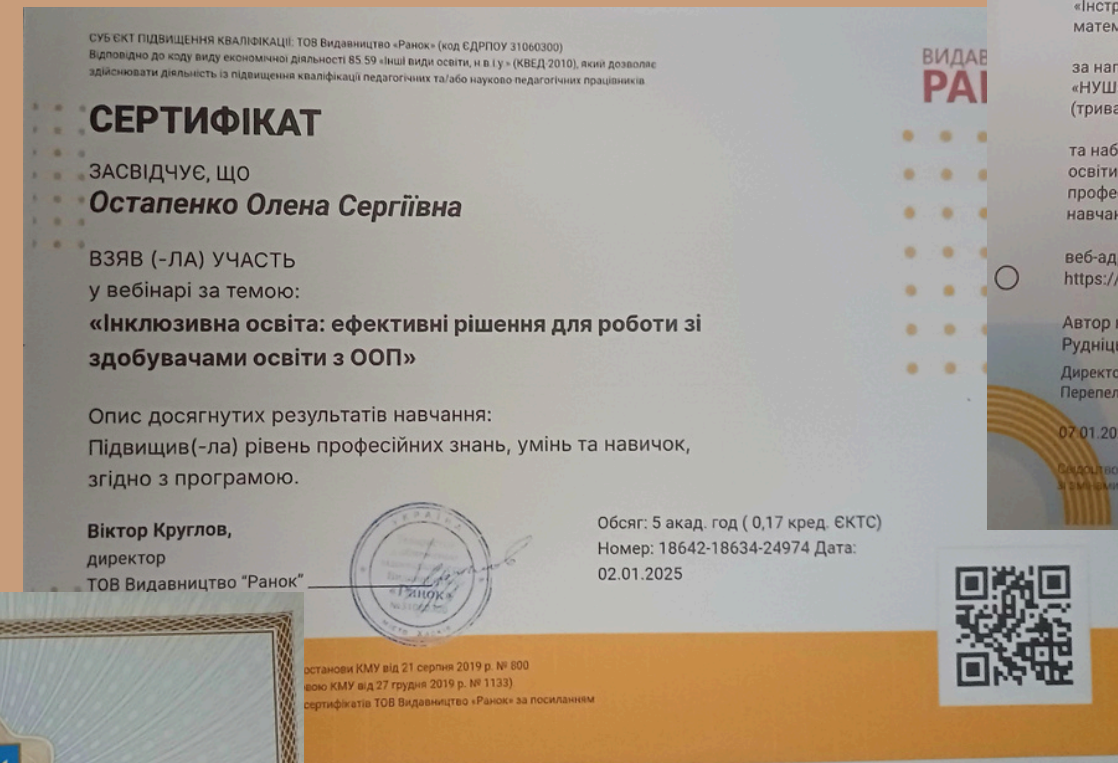 СУБ ЄКТ ПІДВИЩЕННЯ КВАЛІФІКАЦІЇ: ТОВ Видавництво «Ранок» (код ЄДРПОУ 31060300)
Відповідно до коду виду економічної діяльності 85.59 «Інші види освіти, н.в.і.у.» (КВЕД-2010), який дозволяє
здійснювати діяльність із підвищення кваліфікації педагогічних та/або науково педагогічних працівників
ВИДАВ
РА
СЕРТИФІКАТ
ЗАСВІДЧУЄ, ЩО
Остапенко Олена Сергіївна
ВЗЯВ (-ЛА) УЧАСТЬ
у вебінарі за темою:
«Інклюзивна освіта: ефективні рішення для роботи зі
здобувачами освіти з ООП»
Опис досягнутих результатів навчання:
Підвищив(-ла) рівень професійних знань, умінь та навичок,
згідно з програмою.
Віктор Круглов,
директор
ТОВ Видавництво "Ранок"
УКРАЇНА
«Ранок»
Обсяг: 5 акад. год ( 0,17 кред. ЄКТС)
Номер: 18642-18634-24974 Дата:
02.01.2025
останови КМУ від 21 серпня 2019 р. № 800
вою КМУ від 27 грудня 2019 р. № 1133)
сертифікатів ТОВ Видавництво «Ранок» за посиланням
«Інстр
матем
за нап
«НУШ
(трива
та наб
освіти
профе
навчан
веб-ад
https:/
Автор
Рудніц
Директо
Перепел
07.01.20